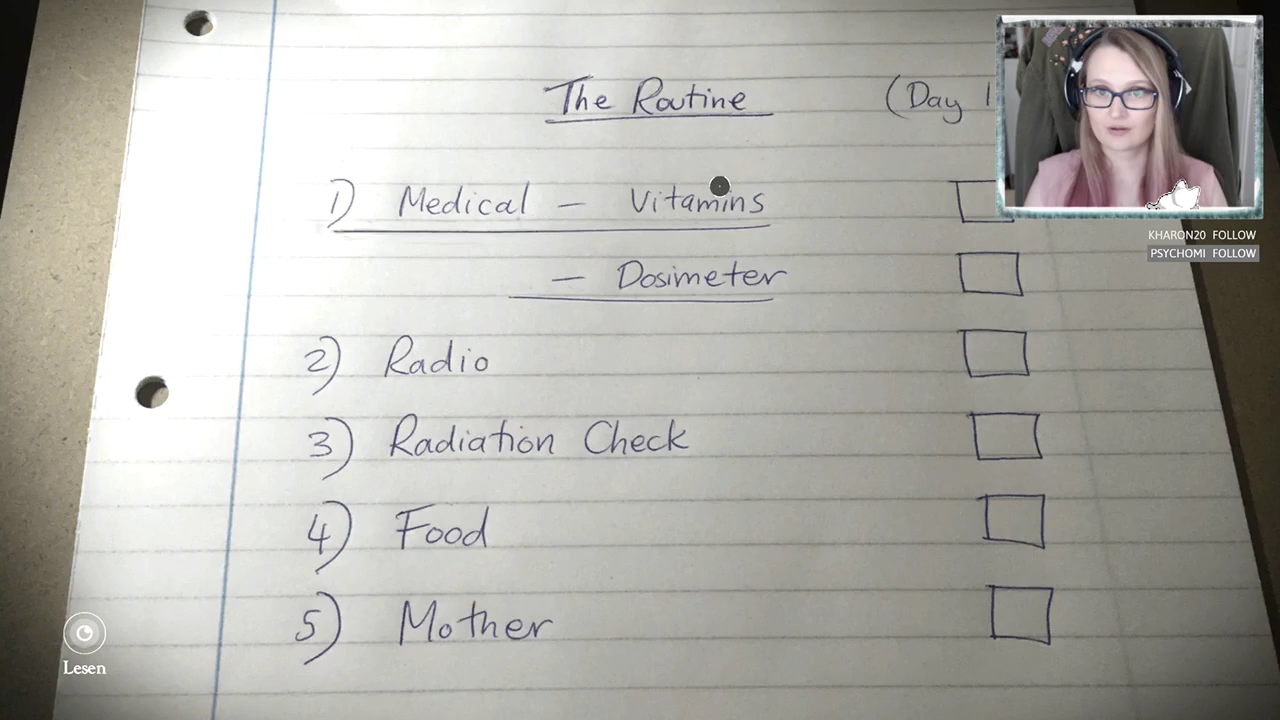 The Routine (Day 1
1) Medical – Vitamins
– Dosimeter
2) Radio
3) Radiation Check
4) Food
5) Mother
KHARON20 FOLLOW
PSYCHOMI FOLLOW
Lesen